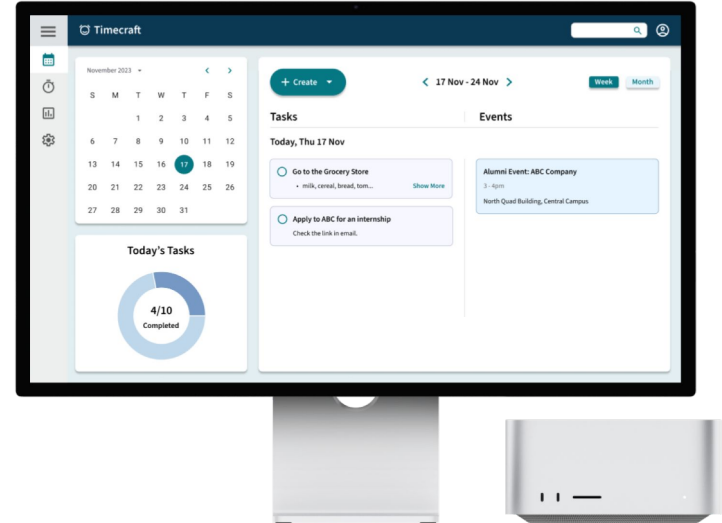 Timecraft
November 2023
S M T W T F S
1 2 3 4 5
6 7 8 9 10 11 12
13 14 15 16 17 18 19
20 21 22 23 24 25 26
27 28 29 30 31
Today's Tasks
4/10
Completed
+ Create
17 Nov - 24 Nov
Week Month
Tasks
Events
Today, Thu 17 Nov
Go to the Grocery Store
• milk, cereal, bread, tom... Show More
Apply to ABC for an internship
Check the link in email.
Alumni Event: ABC Company
3 - 4pm
North Quad Building, Central Campus